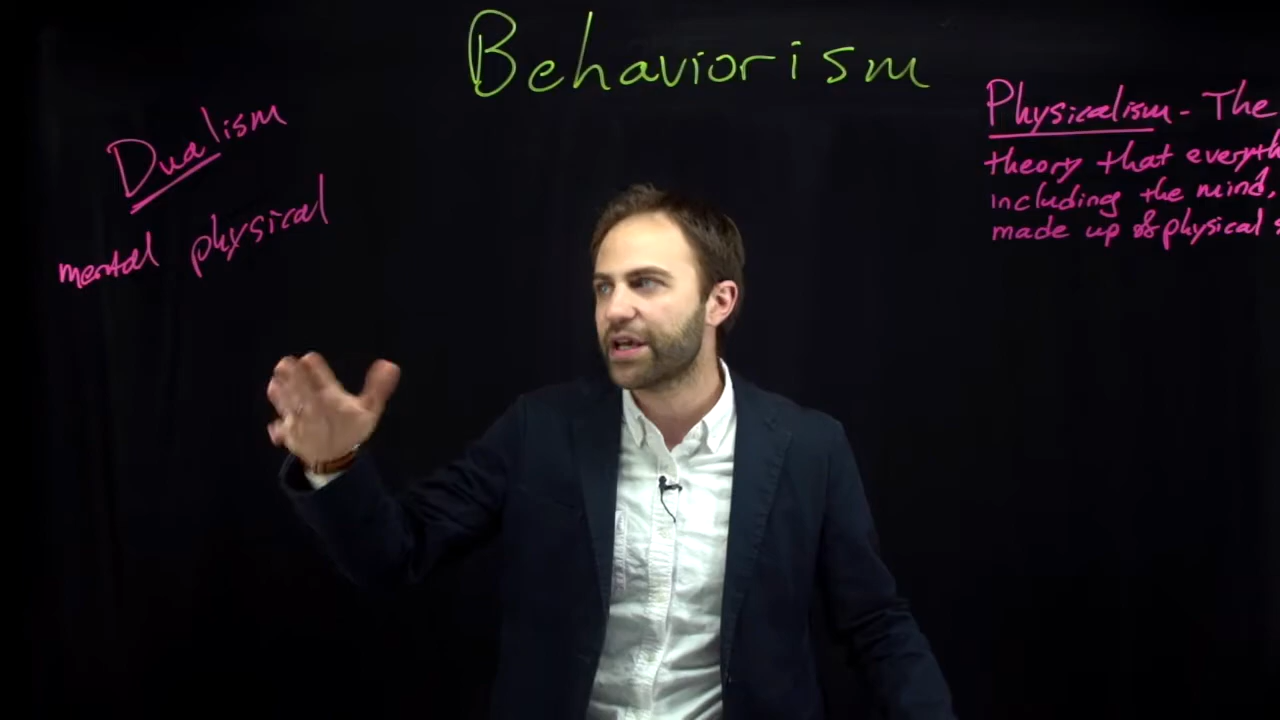 Behaviorism
Dualism
mental physical
Physicalism - The
theory that everyth
including the mind,
made up of physical s